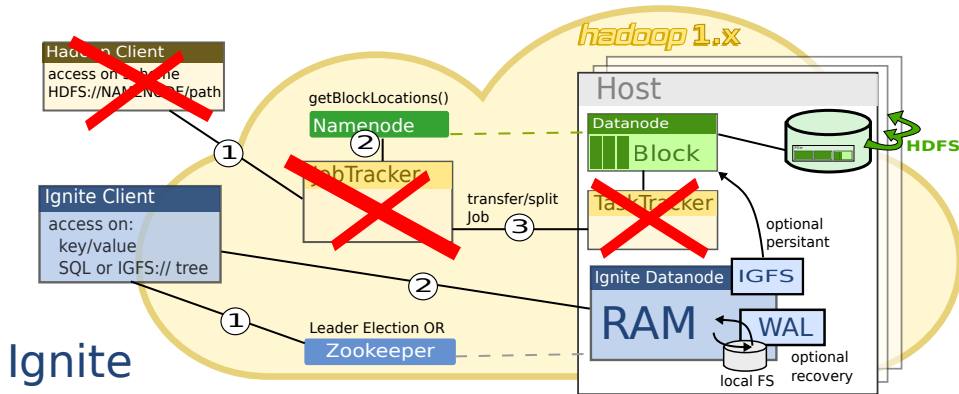 hadoop 1.x
Hadoop Client
access on scheme
HDFS://NAMENODE/path
getBlockLocations()
Namenode
Host
Datanode
Block
HDFS
1
2
JobTracker
transfer/split
Job
3
TaskTracker
optional
persitant
Ignite Client
access on:
key/value
SQL or IGFS:// tree
2
Ignite Datanode
IGFS
RAM
WAL
1
Leader Election OR
Zookeeper
local FS
optional
recovery
Ignite